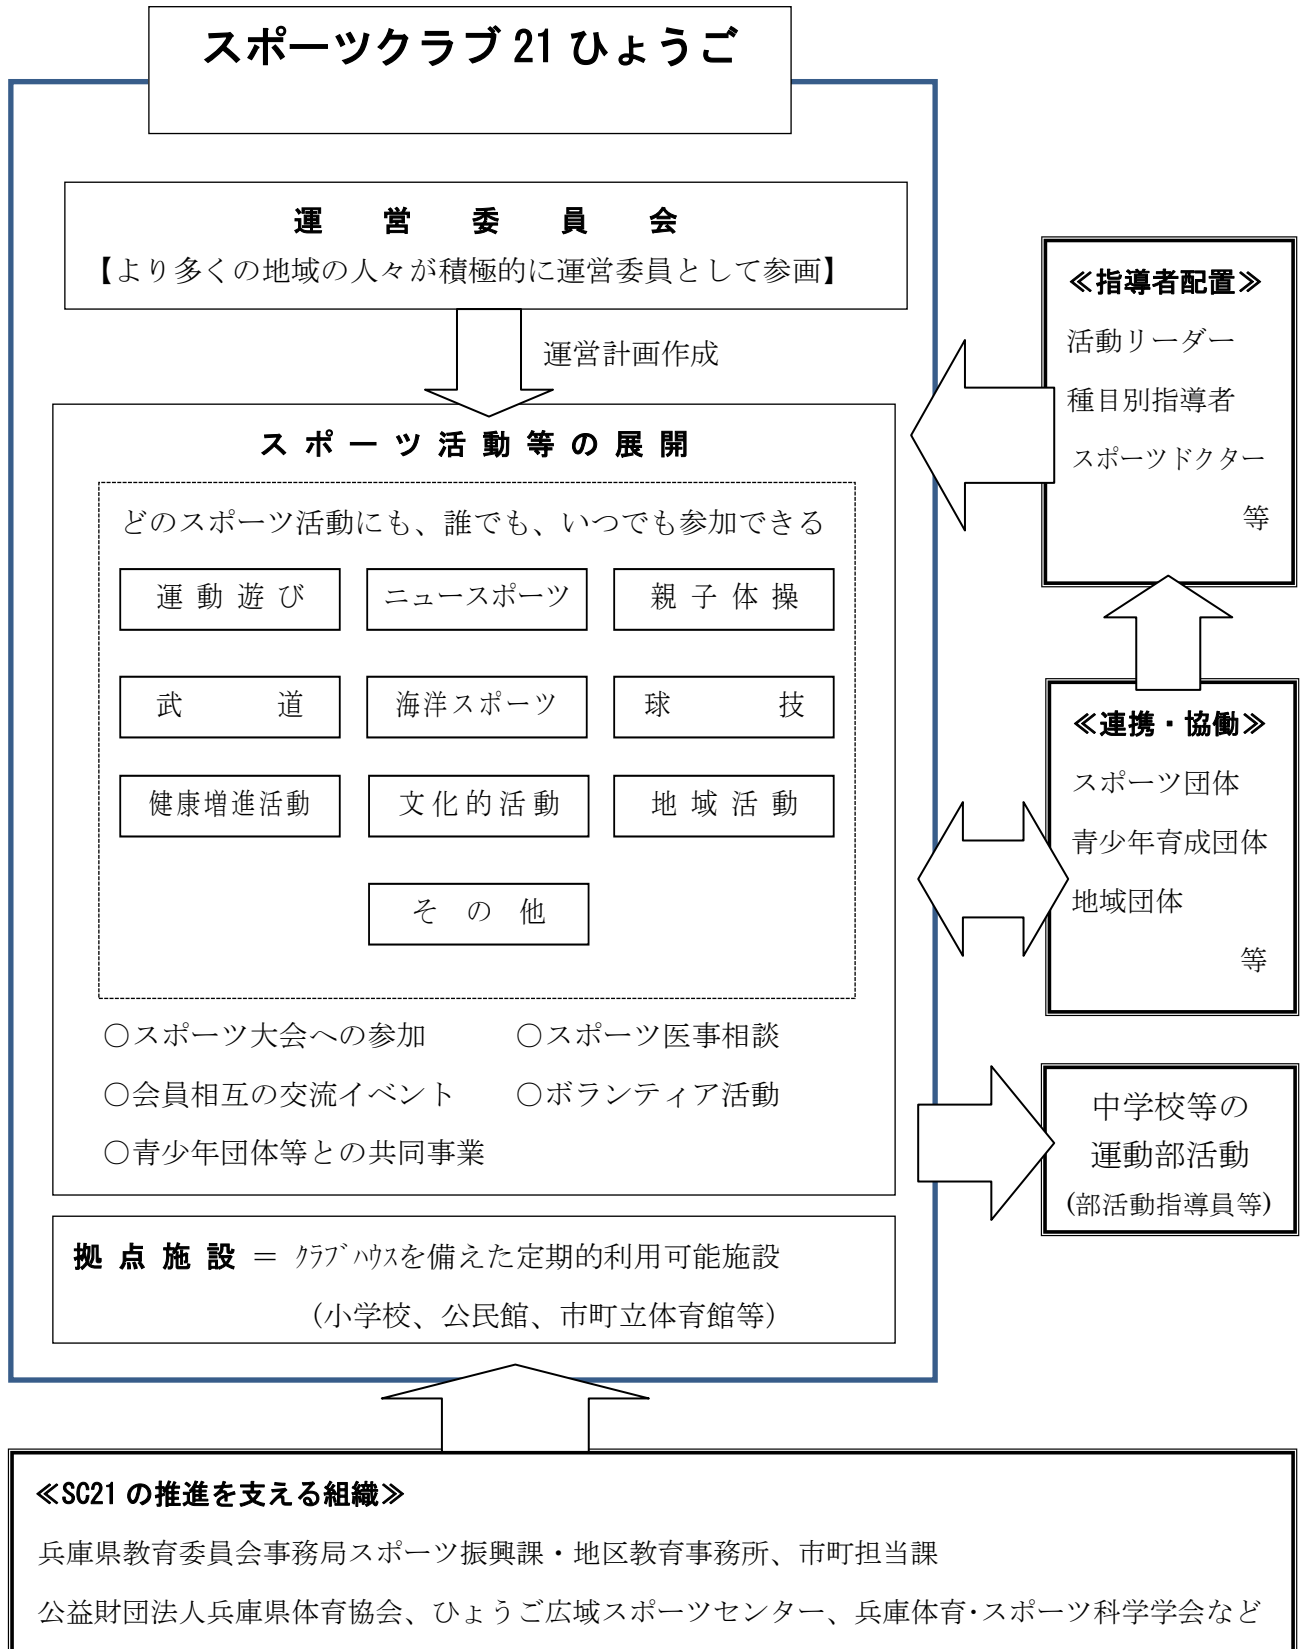 スポーツクラブ21ひょうご
運営委員会
【より多くの地域の人々が積極的に運営委員として参画】
運営計画作成
スポーツ活動等の展開
どのスポーツ活動にも、誰でも、いつでも参加できる
運動遊び
ニュースポーツ
親子体操
武道
海洋スポーツ
球技
健康増進活動
文化的活動
地域活動
その他
○スポーツ大会への参加
○スポーツ医事相談
○会員相互の交流イベント
○ボランティア活動
○青少年団体等との共同事業
拠点施設 = ｸﾗﾌﾞﾊｳｽを備えた定期的利用可能施設
(小学校、公民館、市町立体育館等)
≪指導者配置≫
活動リーダー
種目別指導者
スポーツドクター
等
≪連携・協働≫
スポーツ団体
青少年育成団体
地域団体
等
中学校等の
運動部活動
(部活動指導員等)
≪SC21の推進を支える組織≫
兵庫県教育委員会事務局スポーツ振興課・地区教育事務所、市町担当課
公益財団法人兵庫県体育協会、ひょうご広域スポーツセンター、兵庫体育･スポーツ科学学会など